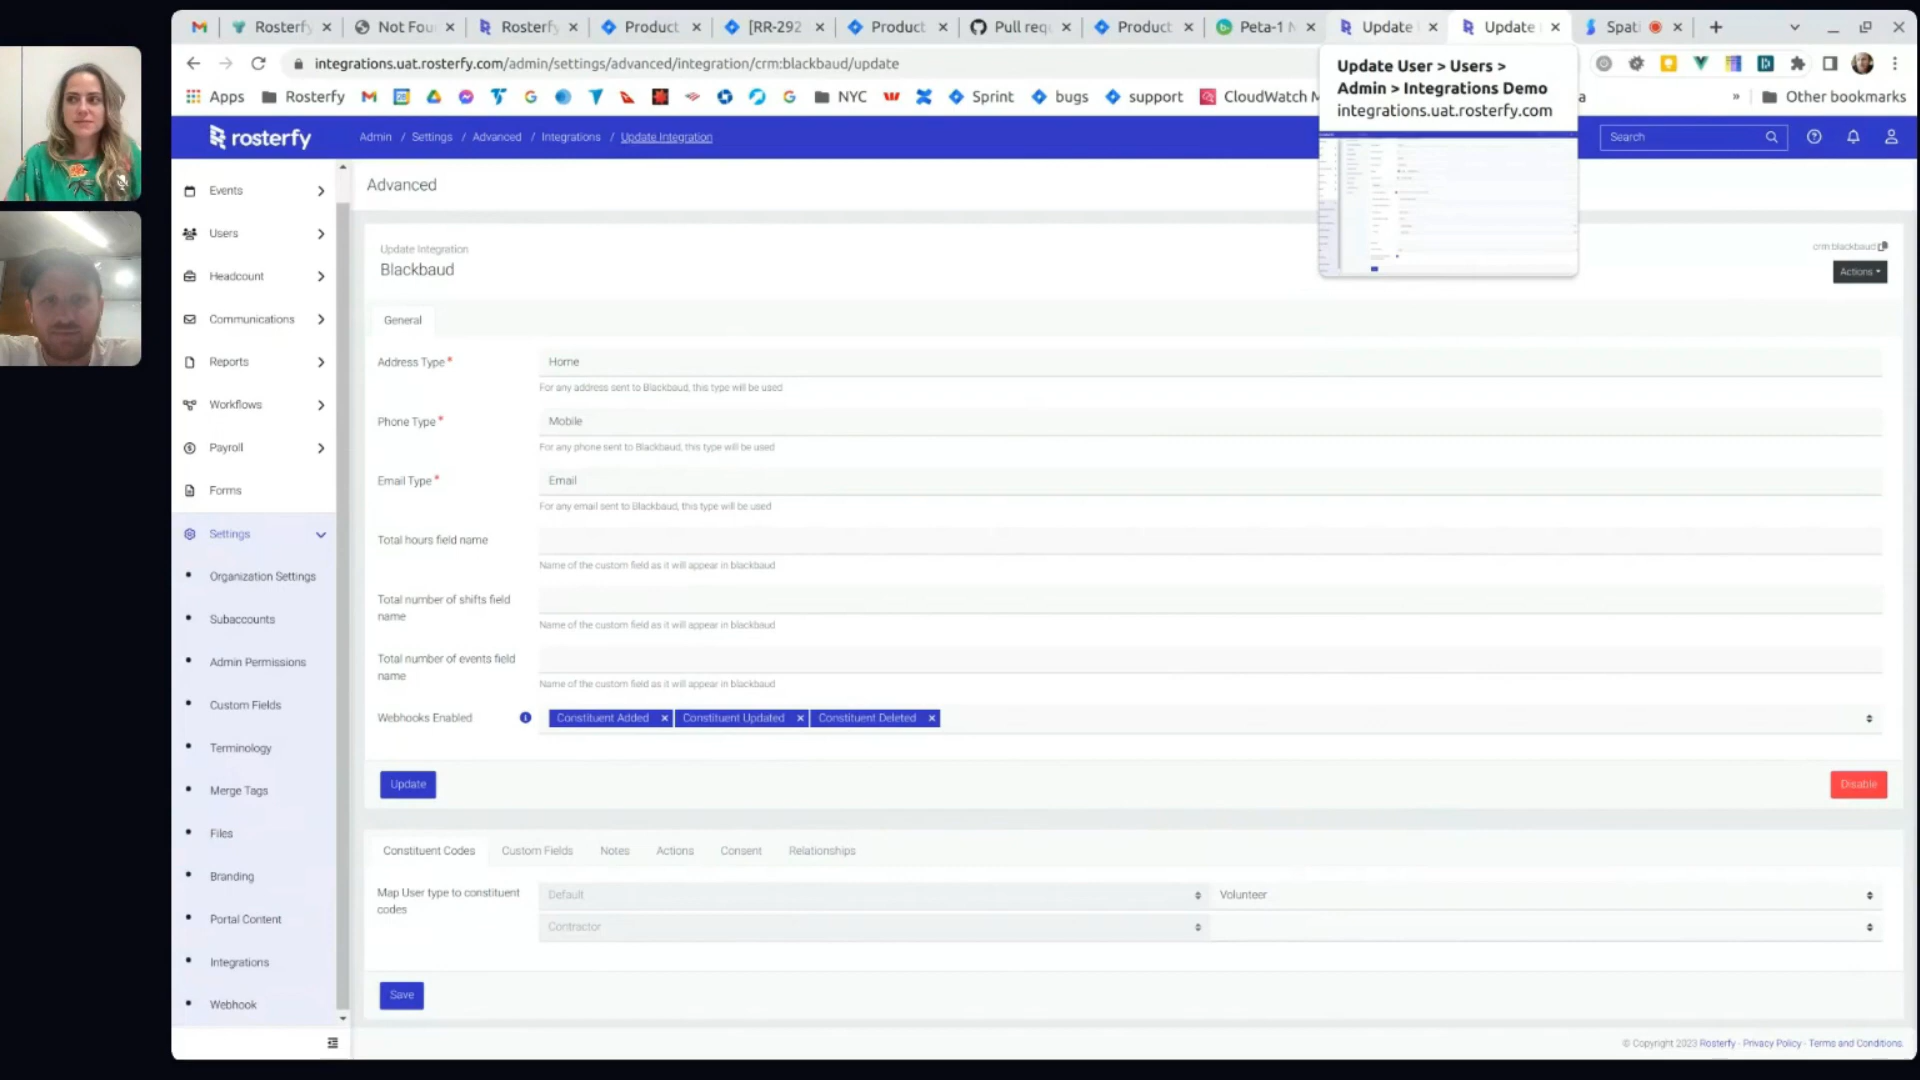 Rosterfy
Not Fou
Rosterfy
Product
[RR-292
Product
Pull req
Product
Peta-1 N
Update
Update
Spati
integrations.uat.rosterfy.com/admin/settings/advanced/integration/crm:blackbaud/update
Update User > Users >
Admin > Integrations Demo
integrations.uat.rosterfy.com
Apps
Rosterfy
NYC
Sprint
bugs
support
CloudWatch M
a
»
Other bookmarks
rosterfy
Admin / Settings / Advanced / Integrations / Update Integration
Search
Events
Users
Headcount
Communications
Reports
Workflows
Payroll
Forms
Settings
Organization Settings
Subaccounts
Admin Permissions
Custom Fields
Terminology
Merge Tags
Files
Branding
Portal Content
Integrations
Webhook
Advanced
Update Integration
Blackbaud
crm:blackbaud
Actions
General
Address Type*
Home
For any address sent to Blackbaud, this type will be used
Phone Type*
Mobile
For any phone sent to Blackbaud, this type will be used
Email Type*
Email
For any email sent to Blackbaud, this type will be used
Total hours field name
Name of the custom field as it will appear in blackbaud
Total number of shifts field
name
Name of the custom field as it will appear in blackbaud
Total number of events field
name
Name of the custom field as it will appear in blackbaud
Webhooks Enabled
Constituent Added ×
Constituent Updated ×
Constituent Deleted ×
Update
Disable
Constituent Codes
Custom Fields
Notes
Actions
Consent
Relationships
Map User type to constituent
codes
Default
Volunteer
Contractor
Save
© Copyright 2023 Rosterfy · Privacy Policy · Terms and Conditions